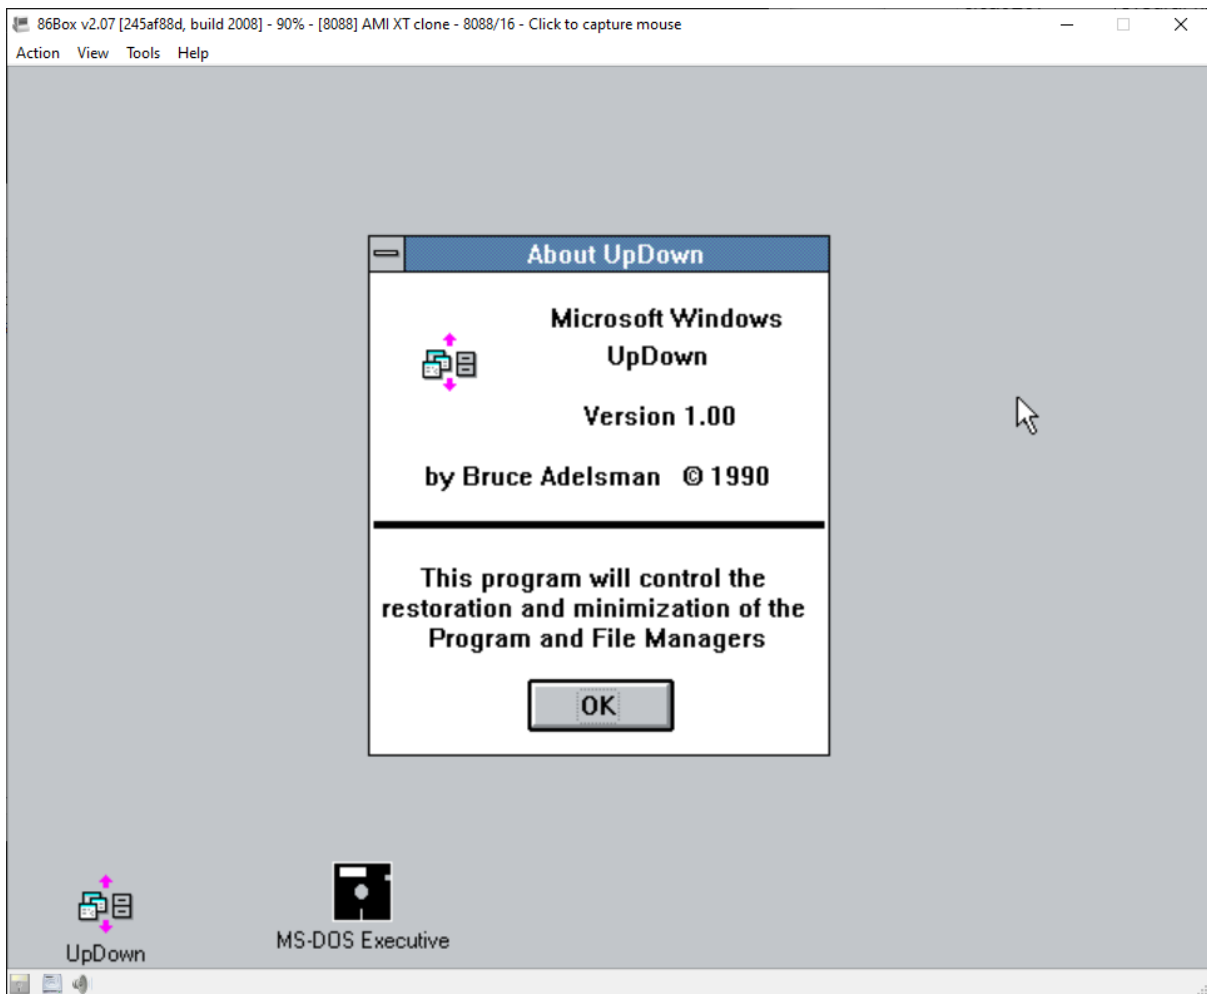 86Box v2.07 [245af88d, build 2008] - 90% - [8088] AMI XT clone - 8088/16 - Click to capture mouse
Action View Tools Help
About UpDown
Microsoft Windows
UpDown
Version 1.00
by Bruce Adelsman © 1990
This program will control the
restoration and minimization of the
Program and File Managers
OK
UpDown
MS-DOS Executive